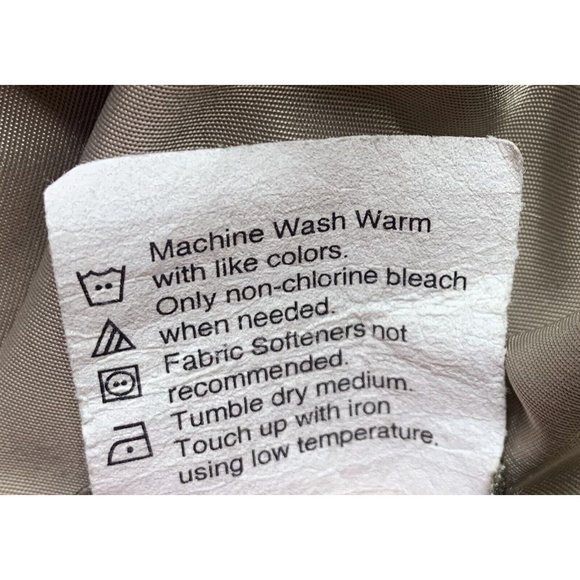 Machine Wash Warm
with like colors.
Only non-chlorine bleach
when needed.
Fabric Softeners not
recommended.
Tumble dry medium.
Touch up with iron
using low temperature.